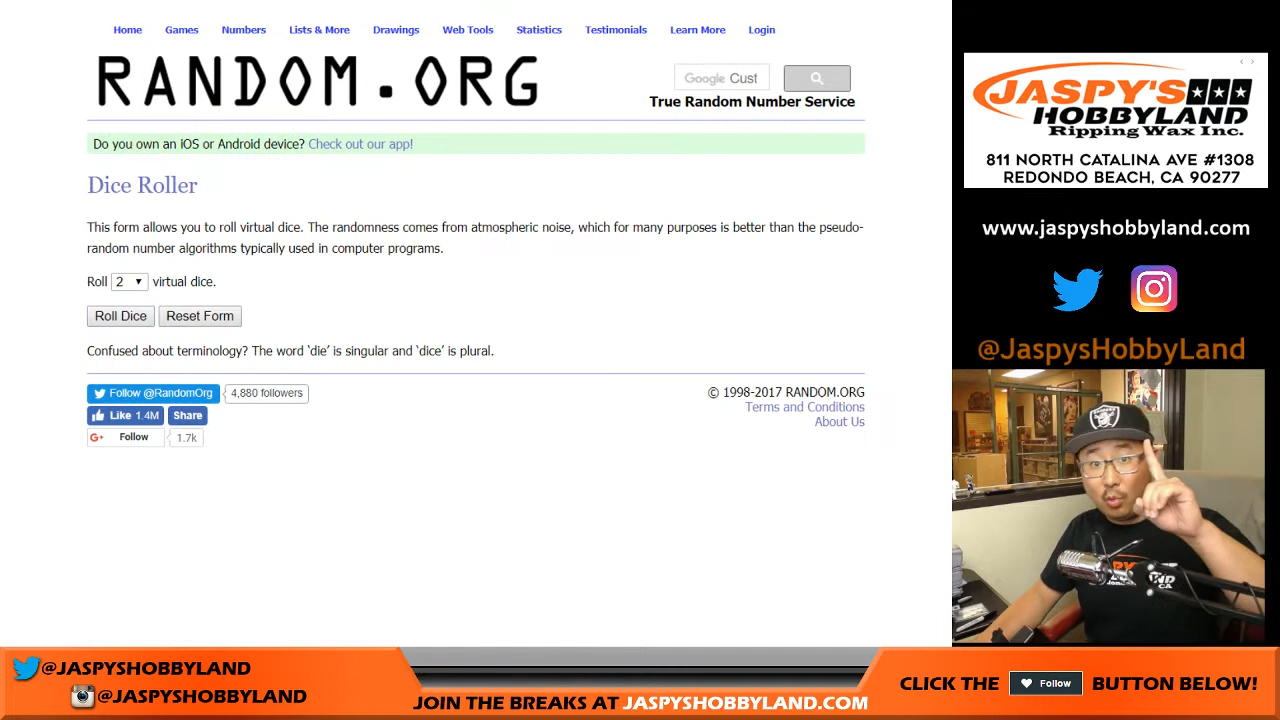 Home Games Numbers Lists & More Drawings Web Tools Statistics Testimonials Learn More Login
RANDOM.ORG
Google Cust
True Random Number Service
Do you own an iOS or Android device? Check out our app!
Dice Roller
This form allows you to roll virtual dice. The randomness comes from atmospheric noise, which for many purposes is better than the pseudo-
random number algorithms typically used in computer programs.
Roll 2 virtual dice.
Roll Dice Reset Form
Confused about terminology? The word 'die' is singular and 'dice' is plural.
Follow @RandomOrg 4,880 followers
Like 1.4M Share
G+ Follow 1.7k
© 1998-2017 RANDOM.ORG
Terms and Conditions
About Us
JASPY'S
HOBBYLAND
Ripping Wax Inc.
811 NORTH CATALINA AVE #1308
REDONDO BEACH, CA 90277
www.jaspyshobbyland.com
@JaspysHobbyLand
RAIDERS
@JASPYSHOBBYLAND
@JASPYSHOBBYLAND
JOIN THE BREAKS AT JASPYSHOBBYLAND.COM
CLICK THE Follow BUTTON BELOW!